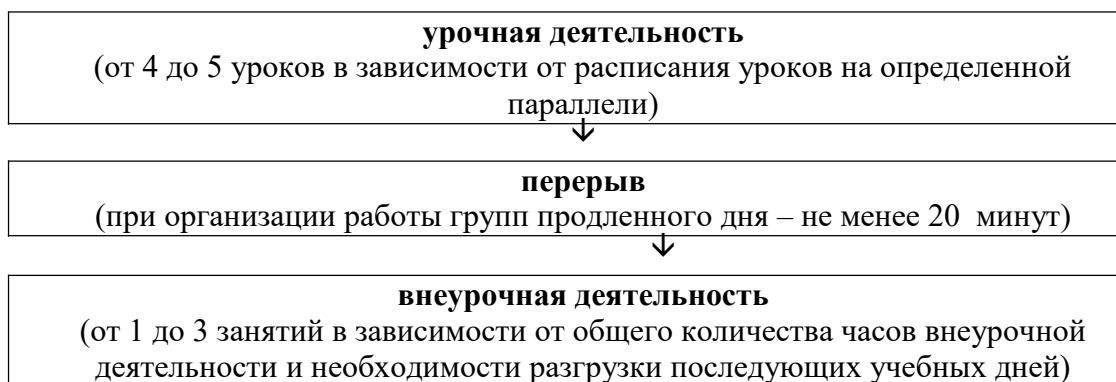 урочная деятельность
(от 4 до 5 уроков в зависимости от расписания уроков на определенной
параллели)
перерыв
(при организации работы групп продленного дня – не менее 20 минут)
внеурочная деятельность
(от 1 до 3 занятий в зависимости от общего количества часов внеурочной
деятельности и необходимости разгрузки последующих учебных дней)